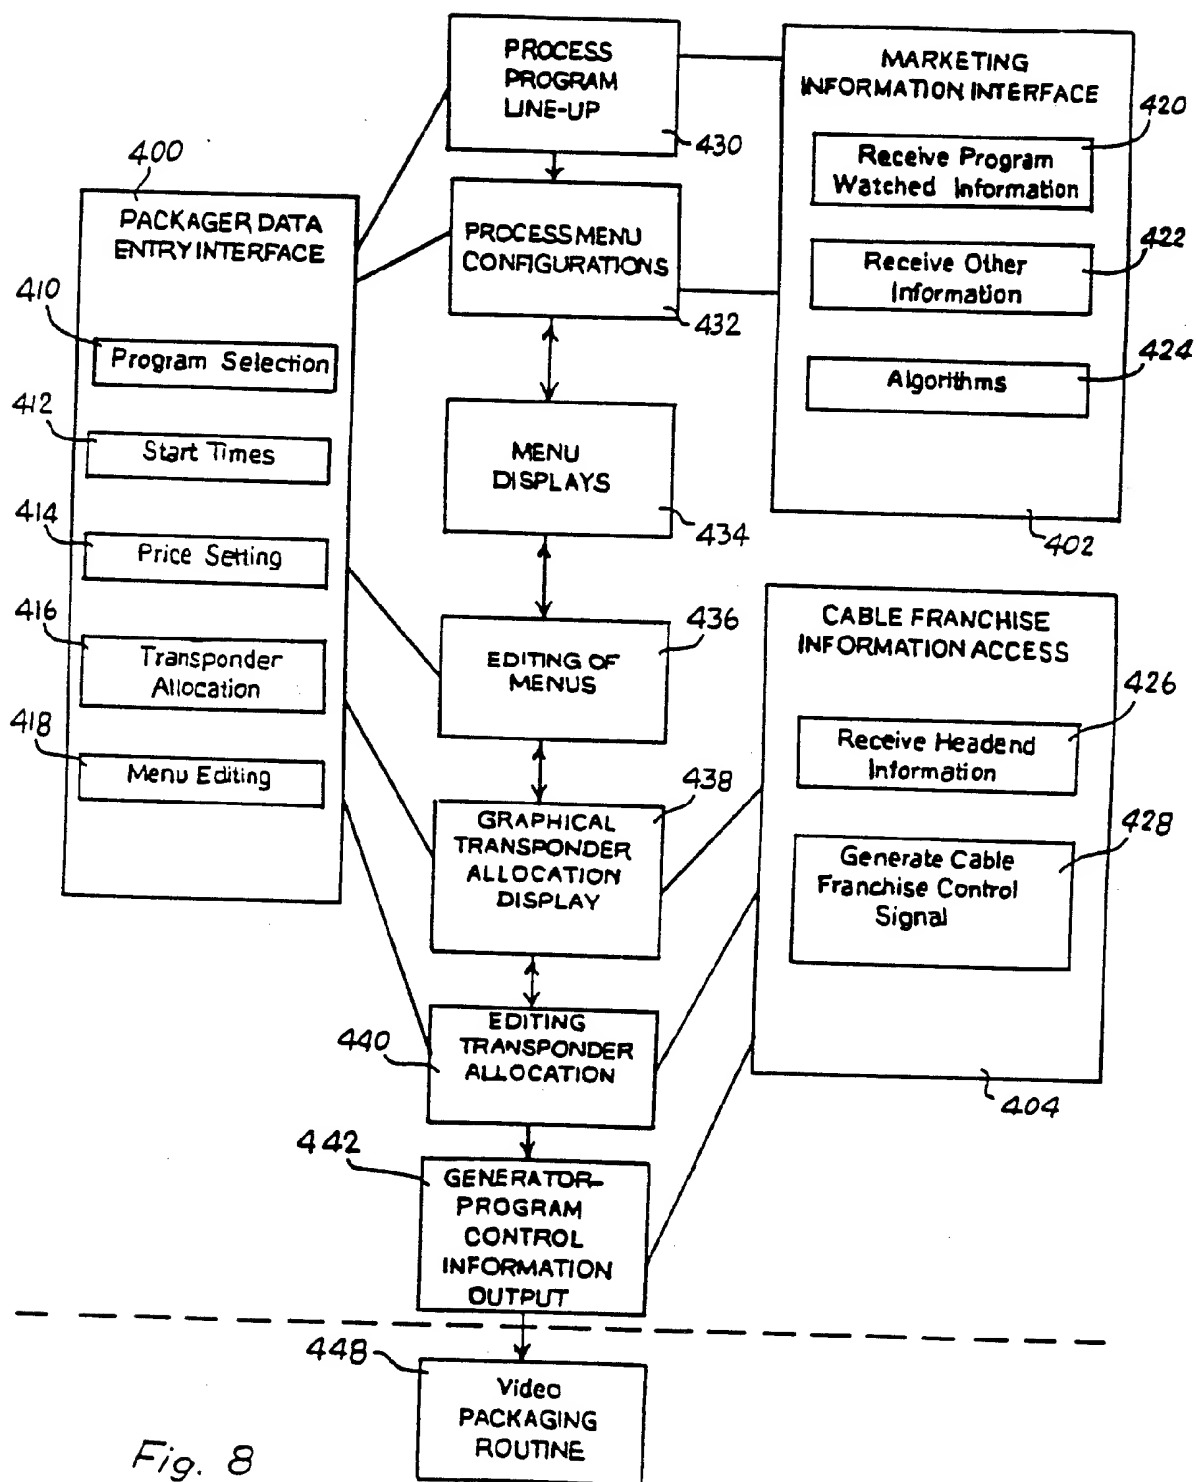 PROCESS
PROGRAM
LINE-UP
430
MARKETING
INFORMATION INTERFACE
420
Receive Program
Watched Information
422
Receive Other
Information
424
Algorithms
402
400
PACKAGER DATA
ENTRY INTERFACE
410
Program Selection
412
Start Times
414
Price Setting
416
Transponder
Allocation
418
Menu Editing
PROCESS MENU
CONFIGURATIONS
432
MENU
DISPLAYS
434
436
EDITING OF
MENUS
CABLE FRANCHISE
INFORMATION ACCESS
426
Receive Headend
Information
428
Generate Cable
Franchise Control
Signal
404
438
GRAPHICAL
TRANSPONDER
ALLOCATION
DISPLAY
440
EDITING
TRANSPONDER
ALLOCATION
442
GENERATOR-
PROGRAM
CONTROL
INFORMATION
OUTPUT
448
Video
PACKAGING
ROUTINE
Fig. 8